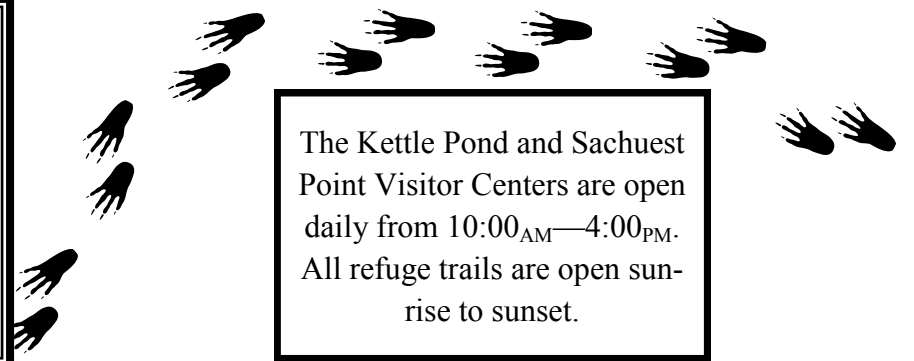 The Kettle Pond and Sachuest
Point Visitor Centers are open
daily from 10:00AM—4:00PM.
All refuge trails are open sun-
rise to sunset.